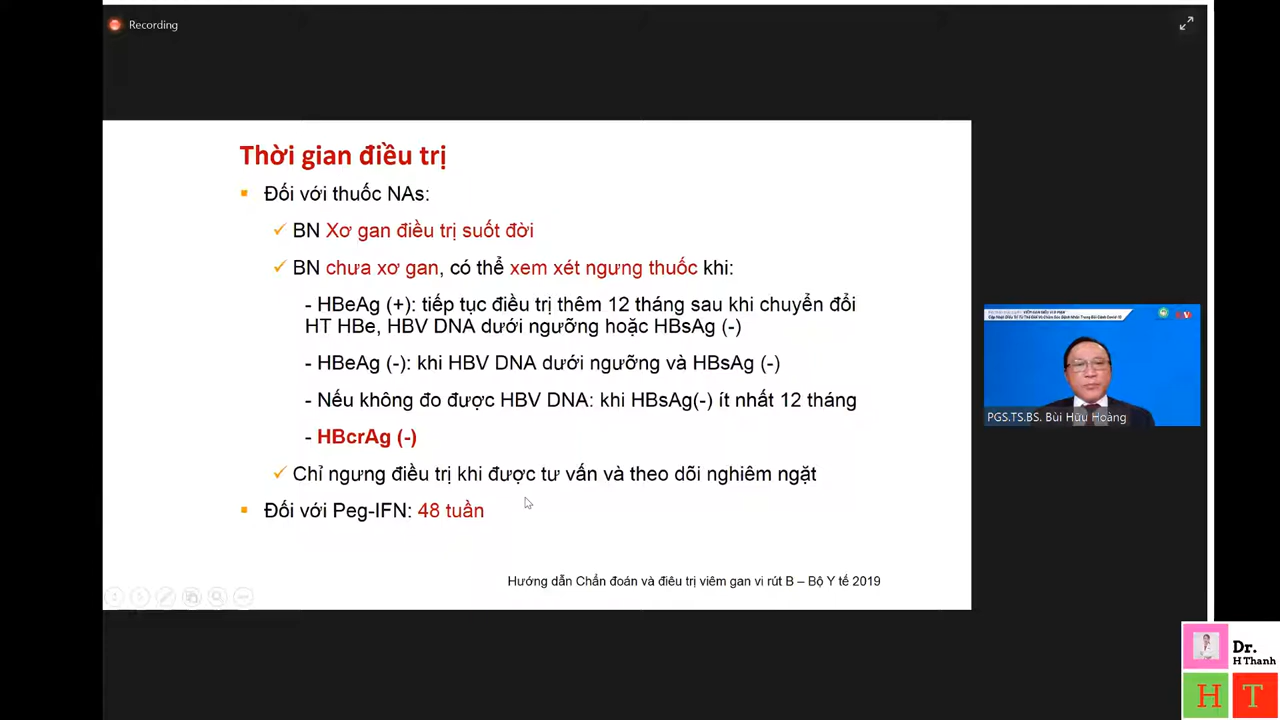 Recording
Thời gian điều trị
Đối với thuốc NAs:
BN Xơ gan điều trị suốt đời
BN chưa xơ gan, có thể xem xét ngưng thuốc khi:
- HBeAg (+): tiếp tục điều trị thêm 12 tháng sau khi chuyển đổi
HT HBe, HBV DNA dưới ngưỡng hoặc HBsAg (-)
- HBeAg (-): khi HBV DNA dưới ngưỡng và HBsAg (-)
- Nếu không đo được HBV DNA: khi HBsAg(-) ít nhất 12 tháng
- HBcrAg (-)
Chỉ ngưng điều trị khi được tư vấn và theo dõi nghiêm ngặt
Đối với Peg-IFN: 48 tuần
Hướng dẫn Chẩn đoán và điều trị viêm gan vi rút B – Bộ Y tế 2019
PGS.TS.BS. Bùi Hữu Hoàng
Dr.
H Thanh
H T